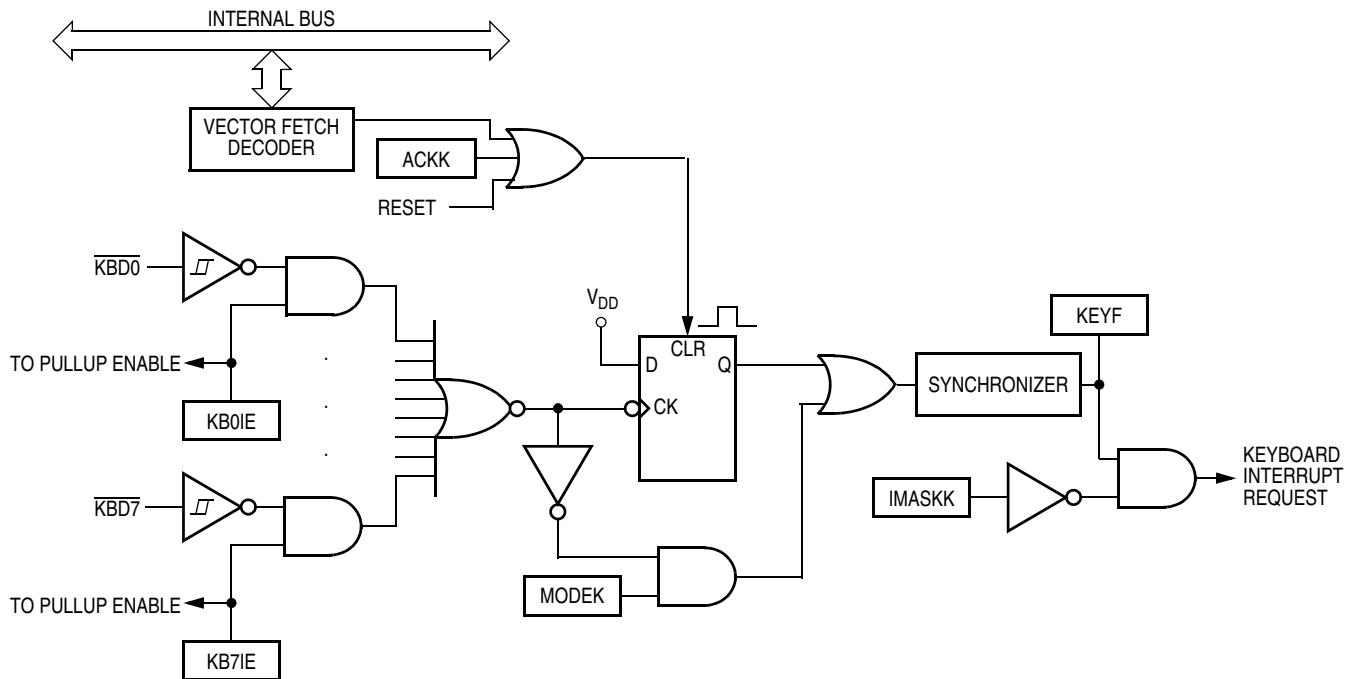 INTERNAL BUS
VECTOR FETCH
DECODER
ACKK
RESET
KBD0
VDD
KEYF
CLR
TO PULLUP ENABLE
D
Q
SYNCHRONIZER
CK
KB0IE
KEYBOARD
INTERRUPT
REQUEST
KBD7
IMASKK
MODEK
TO PULLUP ENABLE
KB7IE